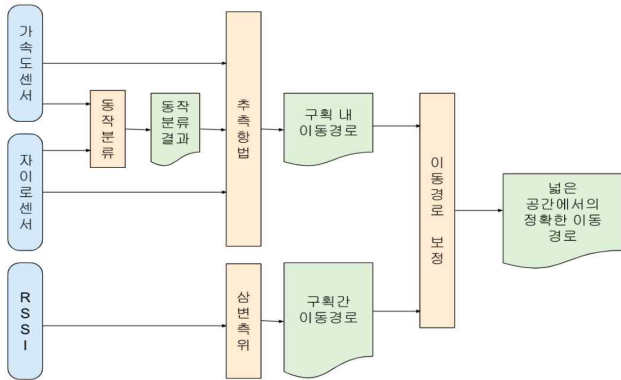 가속도센서
자이로센서
RSSI
동작분류
동작
분류
결과
추측항법
삼변측위
구획 내
이동경로
구획간
이동경로
이동경로 보정
넓은
공간에서의
정확한 이동
경로